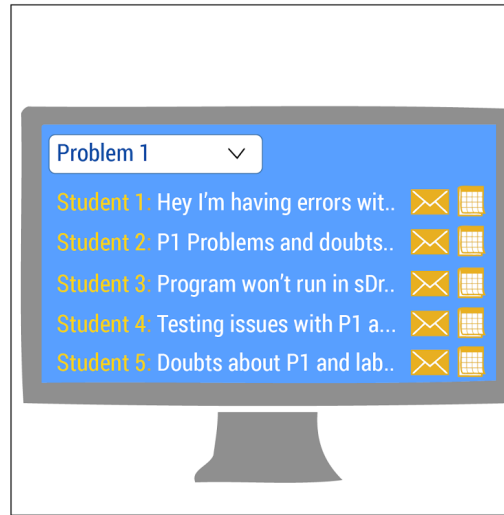 Problem 1
Student 1: Hey I'm having errors wit..
Student 2: P1 Problems and doubts..
Student 3: Program won't run in sDr..
Student 4: Testing issues with P1 a...
Student 5: Doubts about P1 and lab..